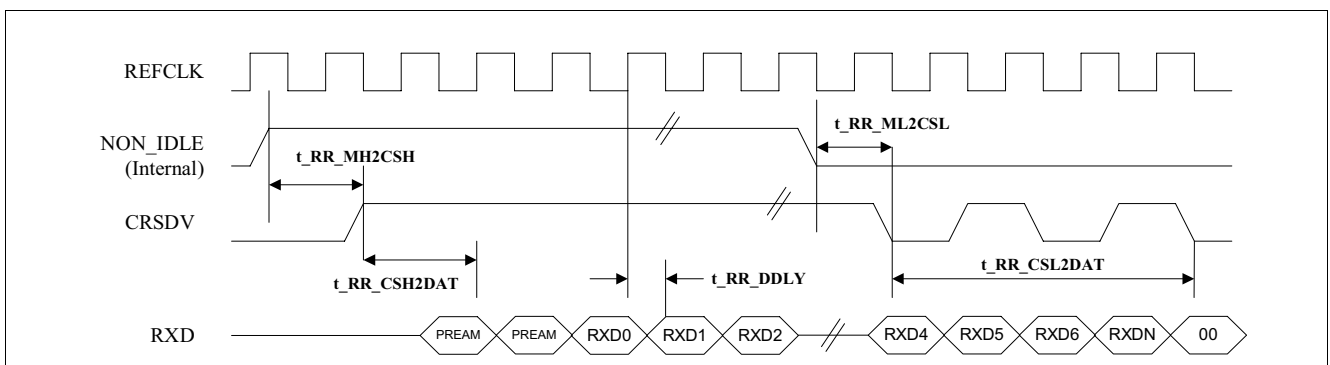 REFCLK
t_RR_ML2CSL
NON_IDLE
(Internal)
t_RR_MH2CSH
CRSDV
t_RR_CSH2DAT
t_RR_DDLY
t_RR_CSL2DAT
RXD
PREAM PREAM RXD0 RXD1 RXD2 RXD4 RXD5 RXD6 RXDN 00